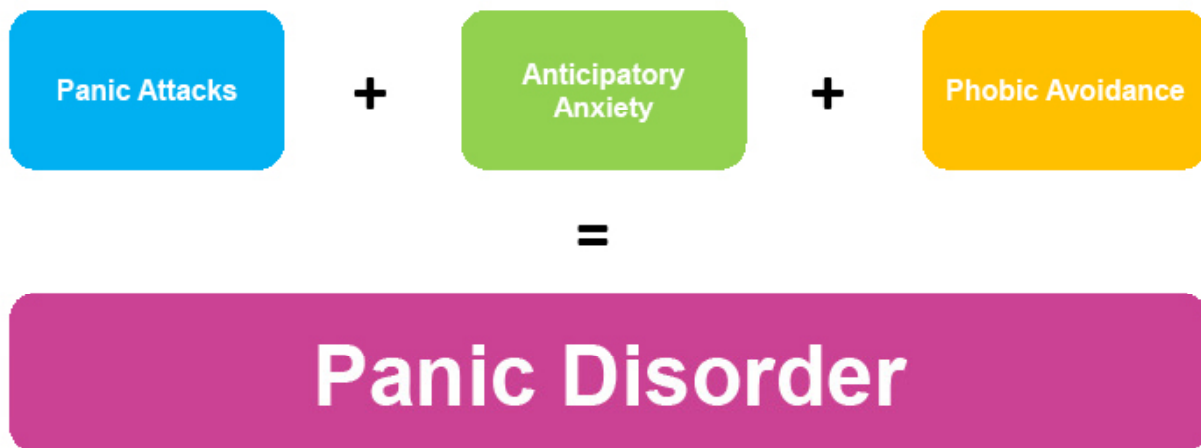 Panic Attacks
+
Anticipatory
Anxiety
+
Phobic Avoidance
=
Panic Disorder